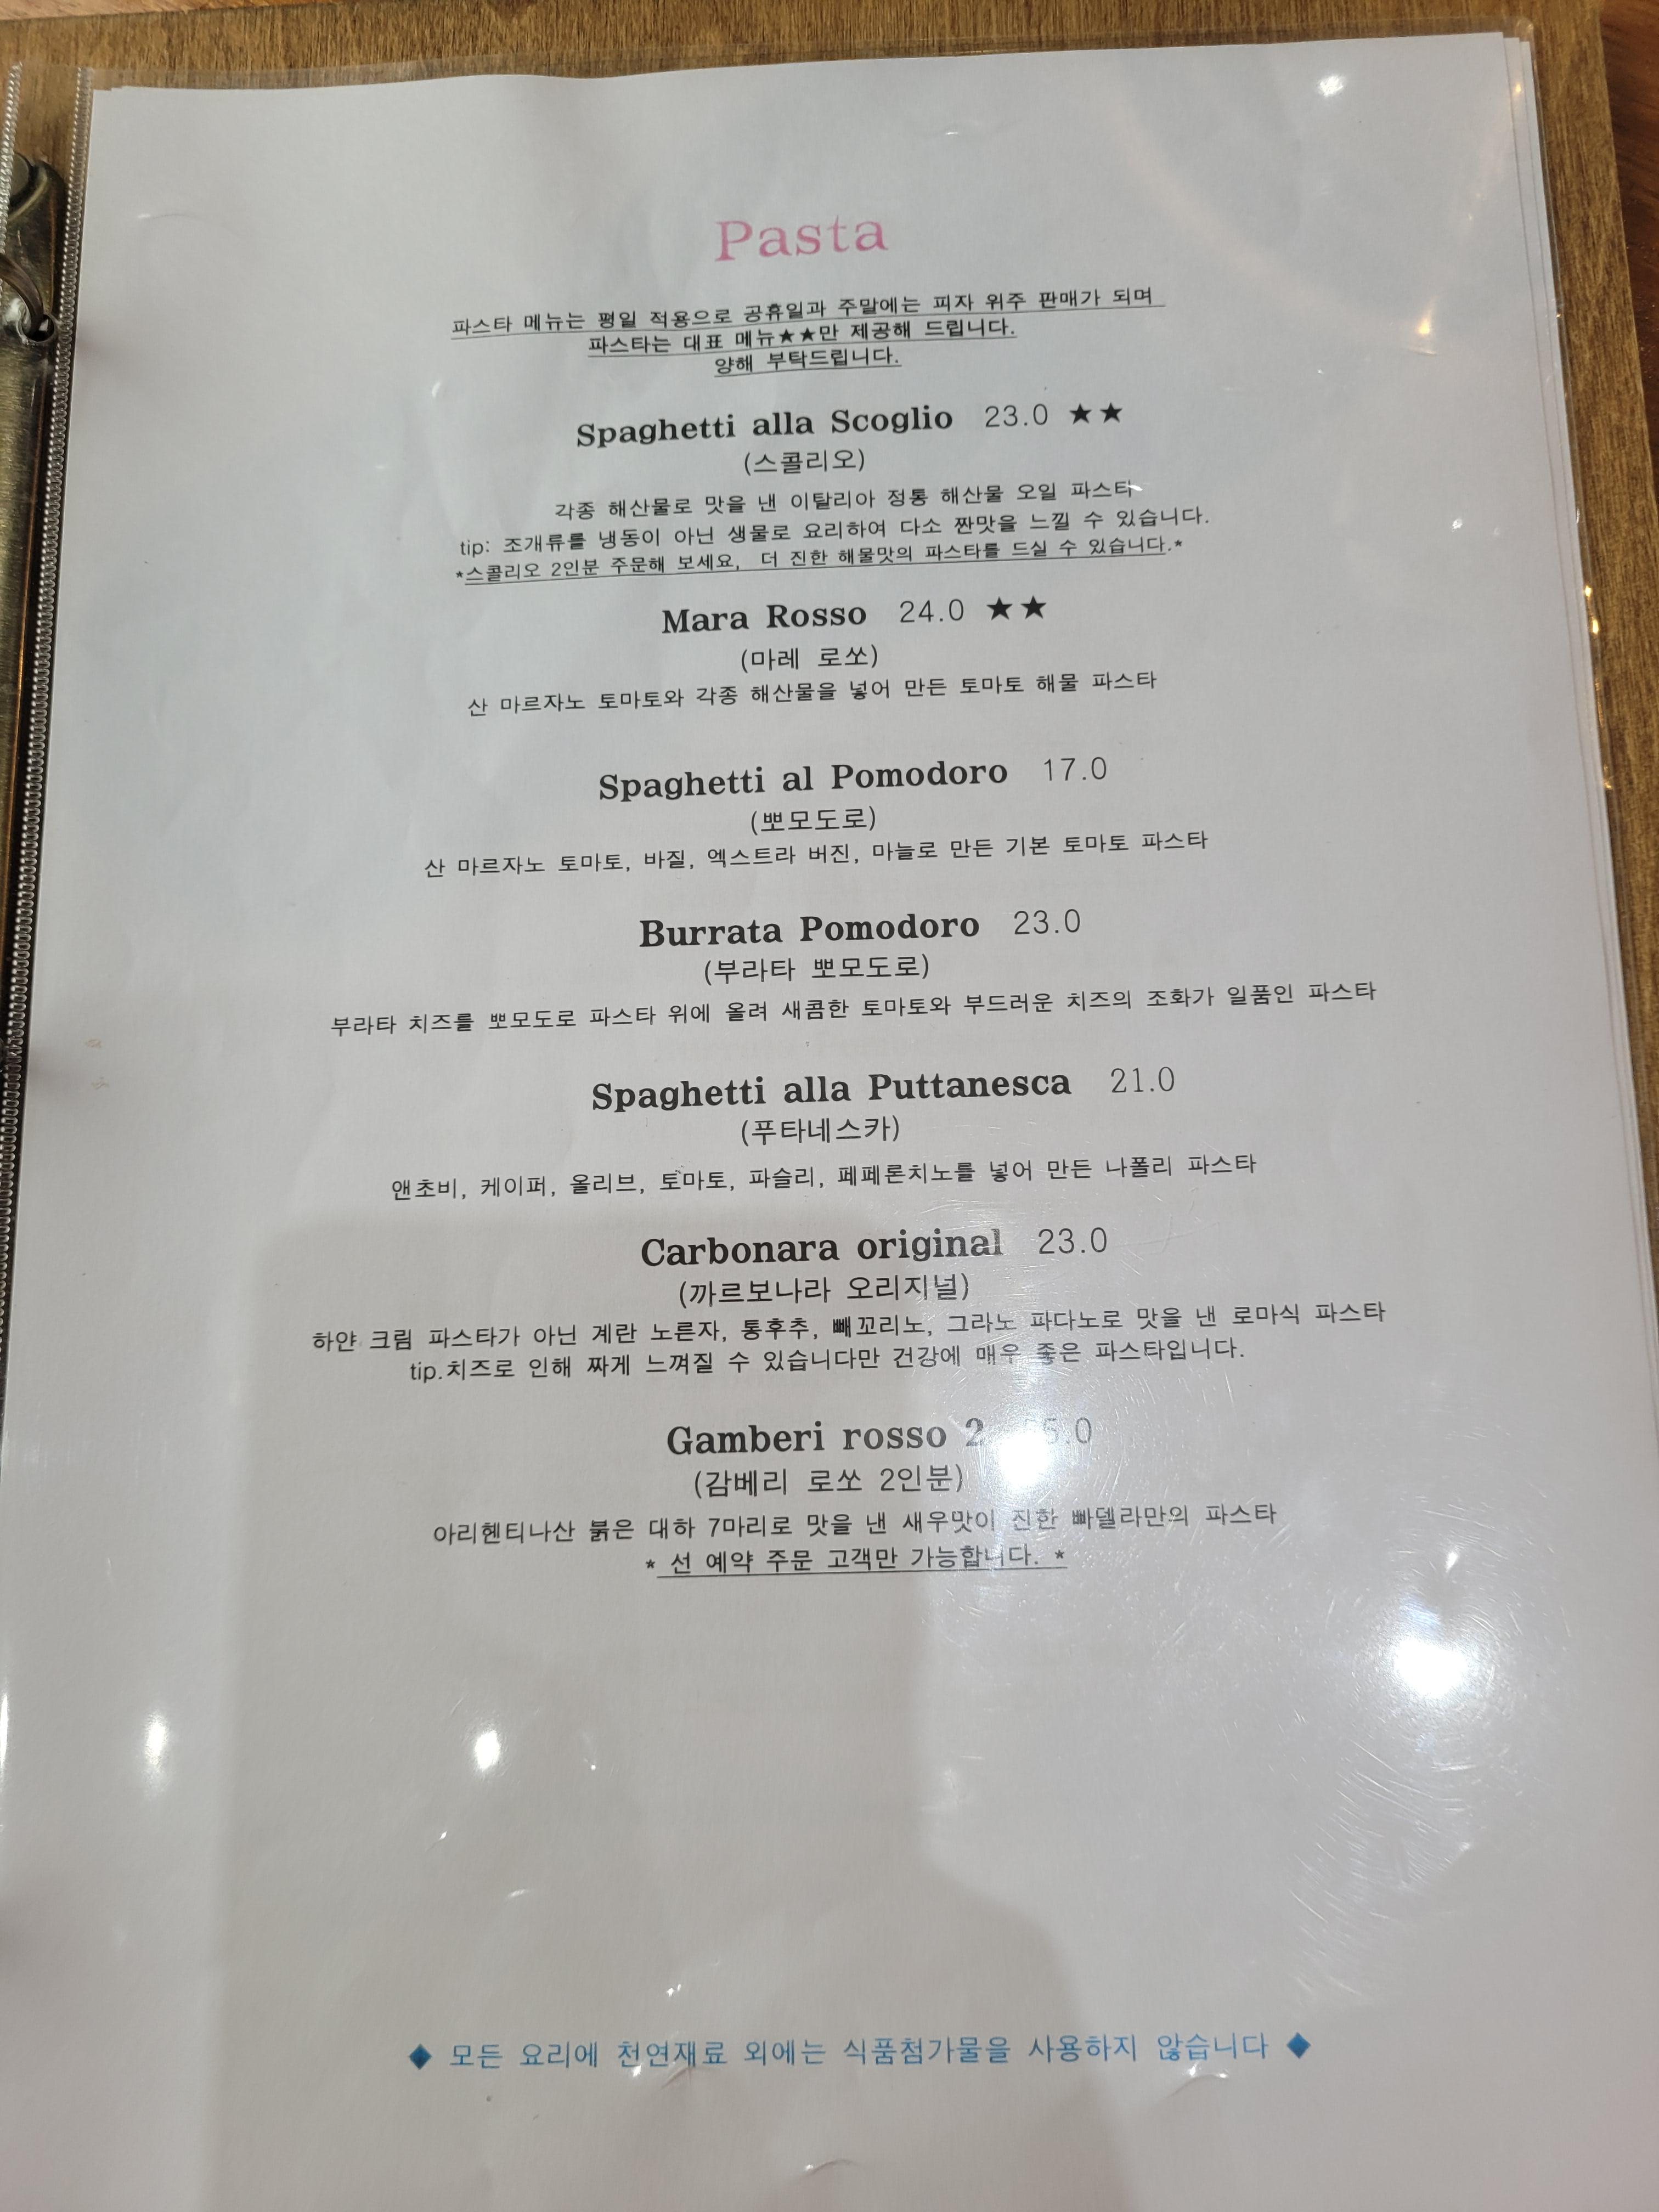 Pasta
파스타 메뉴는 평일 적용으로 공휴일과 주말에는 피자 위주 판매가 되며
파스타는 대표 메뉴★★만 제공해 드립니다.
양해 부탁드립니다.
Spaghetti alla Scoglio 23.0 ★★
(스콜리오)
각종 해산물로 맛을 낸 이탈리아 정통 해산물 오일 파스타
tip: 조개류를 냉동이 아닌 생물로 요리하여 다소 짠맛을 느낄 수 있습니다.
*스콜리오 2인분 주문해 보세요, 더 진한 해물맛의 파스타를 드실 수 있습니다.*
Mara Rosso 24.0 ★★
(마레 로쏘)
산 마르자노 토마토와 각종 해산물을 넣어 만든 토마토 해물 파스타
Spaghetti al Pomodoro 17.0
(뽀모도로)
산 마르자노 토마토, 바질, 엑스트라 버진, 마늘로 만든 기본 토마토 파스타
Burrata Pomodoro 23.0
(부라타 뽀모도로)
부라타 치즈를 뽀모도로 파스타 위에 올려 새콤한 토마토와 부드러운 치즈의 조화가 일품인 파스타
Spaghetti alla Puttanesca 21.0
(푸타네스카)
앤초비, 케이퍼, 올리브, 토마토, 파슬리, 페페론치노를 넣어 만든 나폴리 파스타
Carbonara original 23.0
(까르보나라 오리지널)
하얀 크림 파스타가 아닌 계란 노른자, 통후추, 빼꼬리노, 그라노 파다노로 맛을 낸 로마식 파스타
tip.치즈로 인해 짜게 느껴질 수 있습니다만 건강에 매우 좋은 파스타입니다.
Gamberi rosso 2
(감베리 로쏘 2인분)
아리헨티나산 붉은 대하 7마리로 맛을 낸 새우맛이 진한 빠델라만의 파스타
* 선 예약 주문 고객만 가능합니다. *
◆ 모든 요리에 천연재료 외에는 식품첨가물을 사용하지 않습니다 ◆